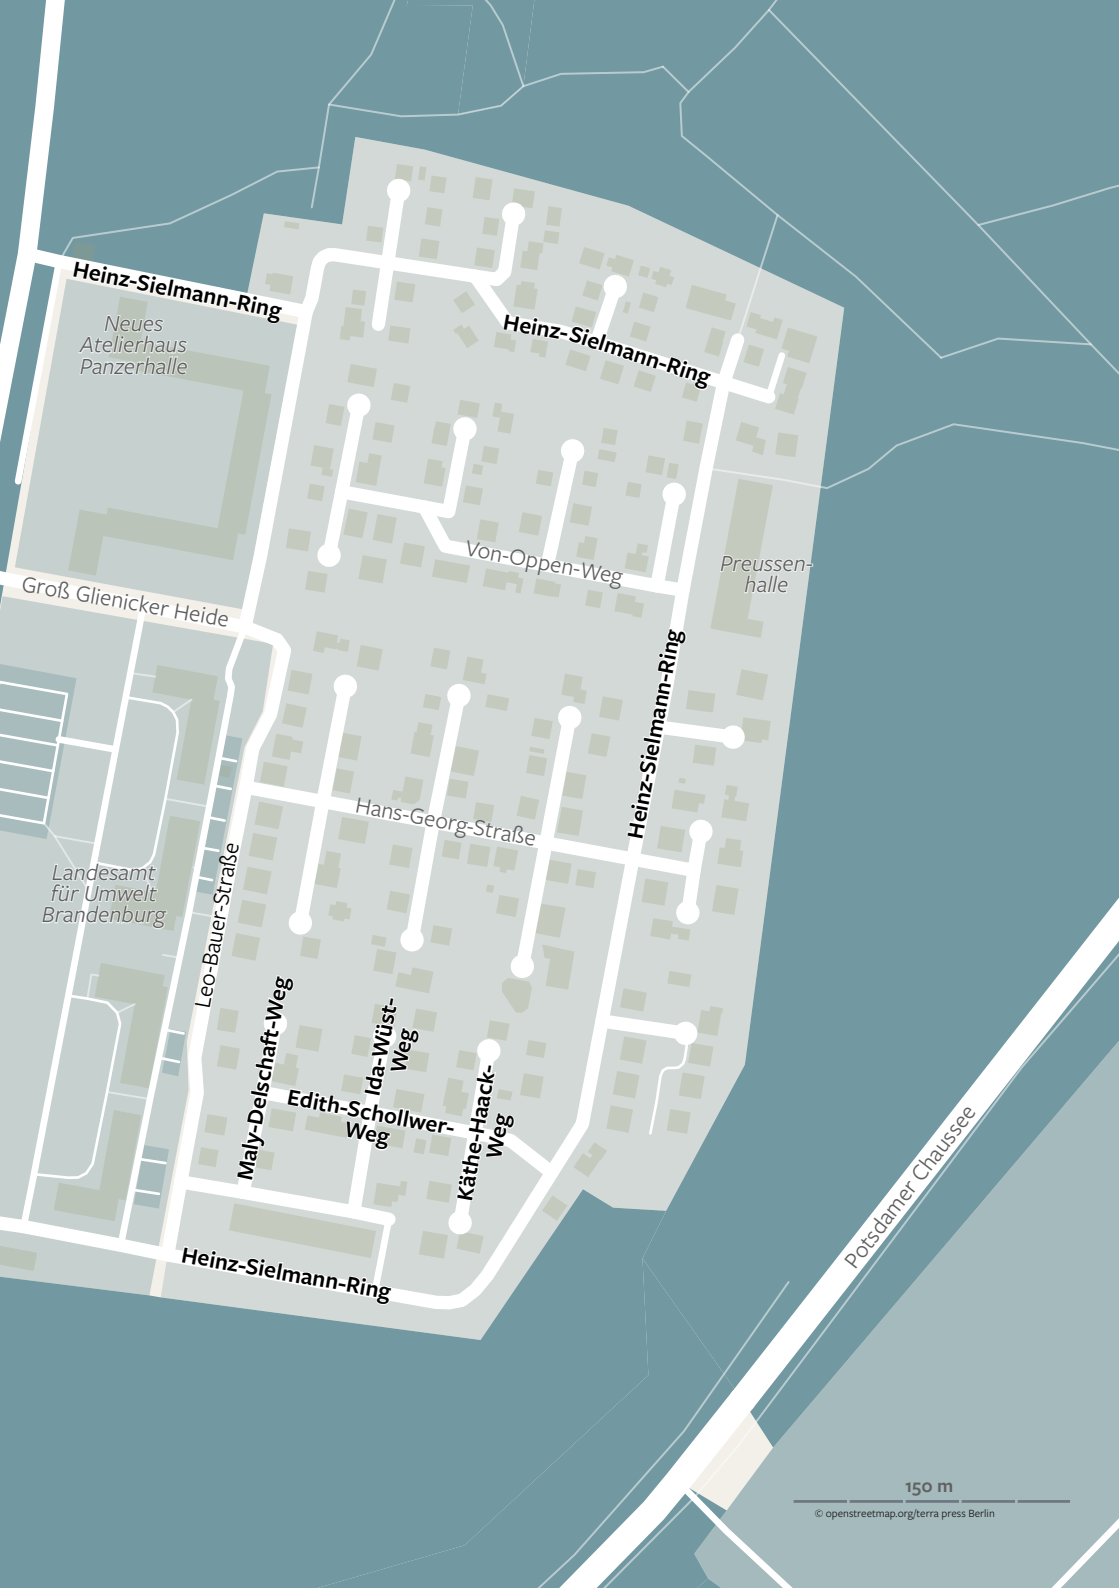 Heinz-Sielmann-Ring
Neues
Atelierhaus
Panzerhalle
Heinz-Sielmann-Ring
Von-Oppen-Weg
Preussen-
halle
Groß Glienicker Heide
Heinz-Sielmann-Ring
Hans-Georg-Straße
Landesamt
für Umwelt
Brandenburg
Leo-Bauer-Straße
Maly-Delschaft-Weg
Ida-Wüst-
Weg
Edith-Schollwer-
Weg
Käthe-Haack-
Weg
Potsdamer Chaussee
Heinz-Sielmann-Ring
150 m
© openstreetmap.org/terra press Berlin